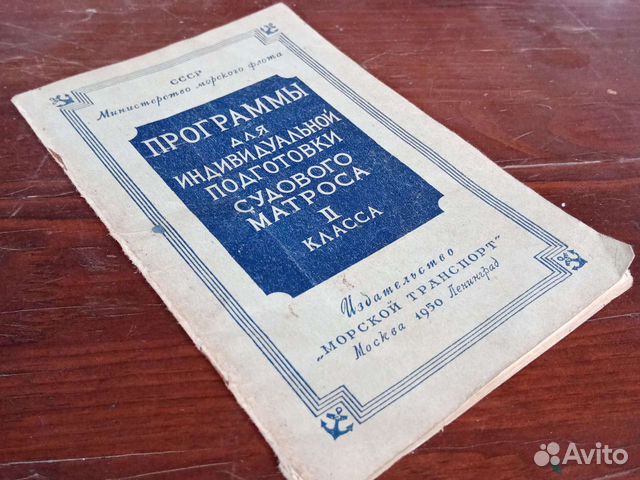 СССР
Министерство морского флота
ПРОГРАММЫ
ДЛЯ
ИНДИВИДУАЛЬНОЙ
ПОДГОТОВКИ
СУДОВОГО
МАТРОСА
II
КЛАССА
Издательство
„МОРСКОЙ ТРАНСПОРТ"
Москва 1950 Ленинград
Avito